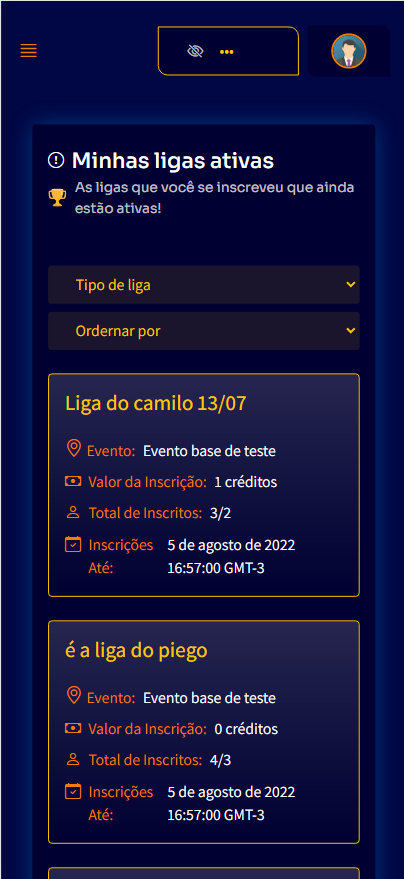 Minhas ligas ativas
As ligas que você se inscreveu que ainda
estão ativas!
Tipo de liga
Ordernar por
Liga do camilo 13/07
Evento: Evento base de teste
Valor da Inscrição: 1 créditos
Total de Inscritos: 3/2
Inscrições 5 de agosto de 2022
Até: 16:57:00 GMT-3
é a liga do piego
Evento: Evento base de teste
Valor da Inscrição: 0 créditos
Total de Inscritos: 4/3
Inscrições 5 de agosto de 2022
Até: 16:57:00 GMT-3